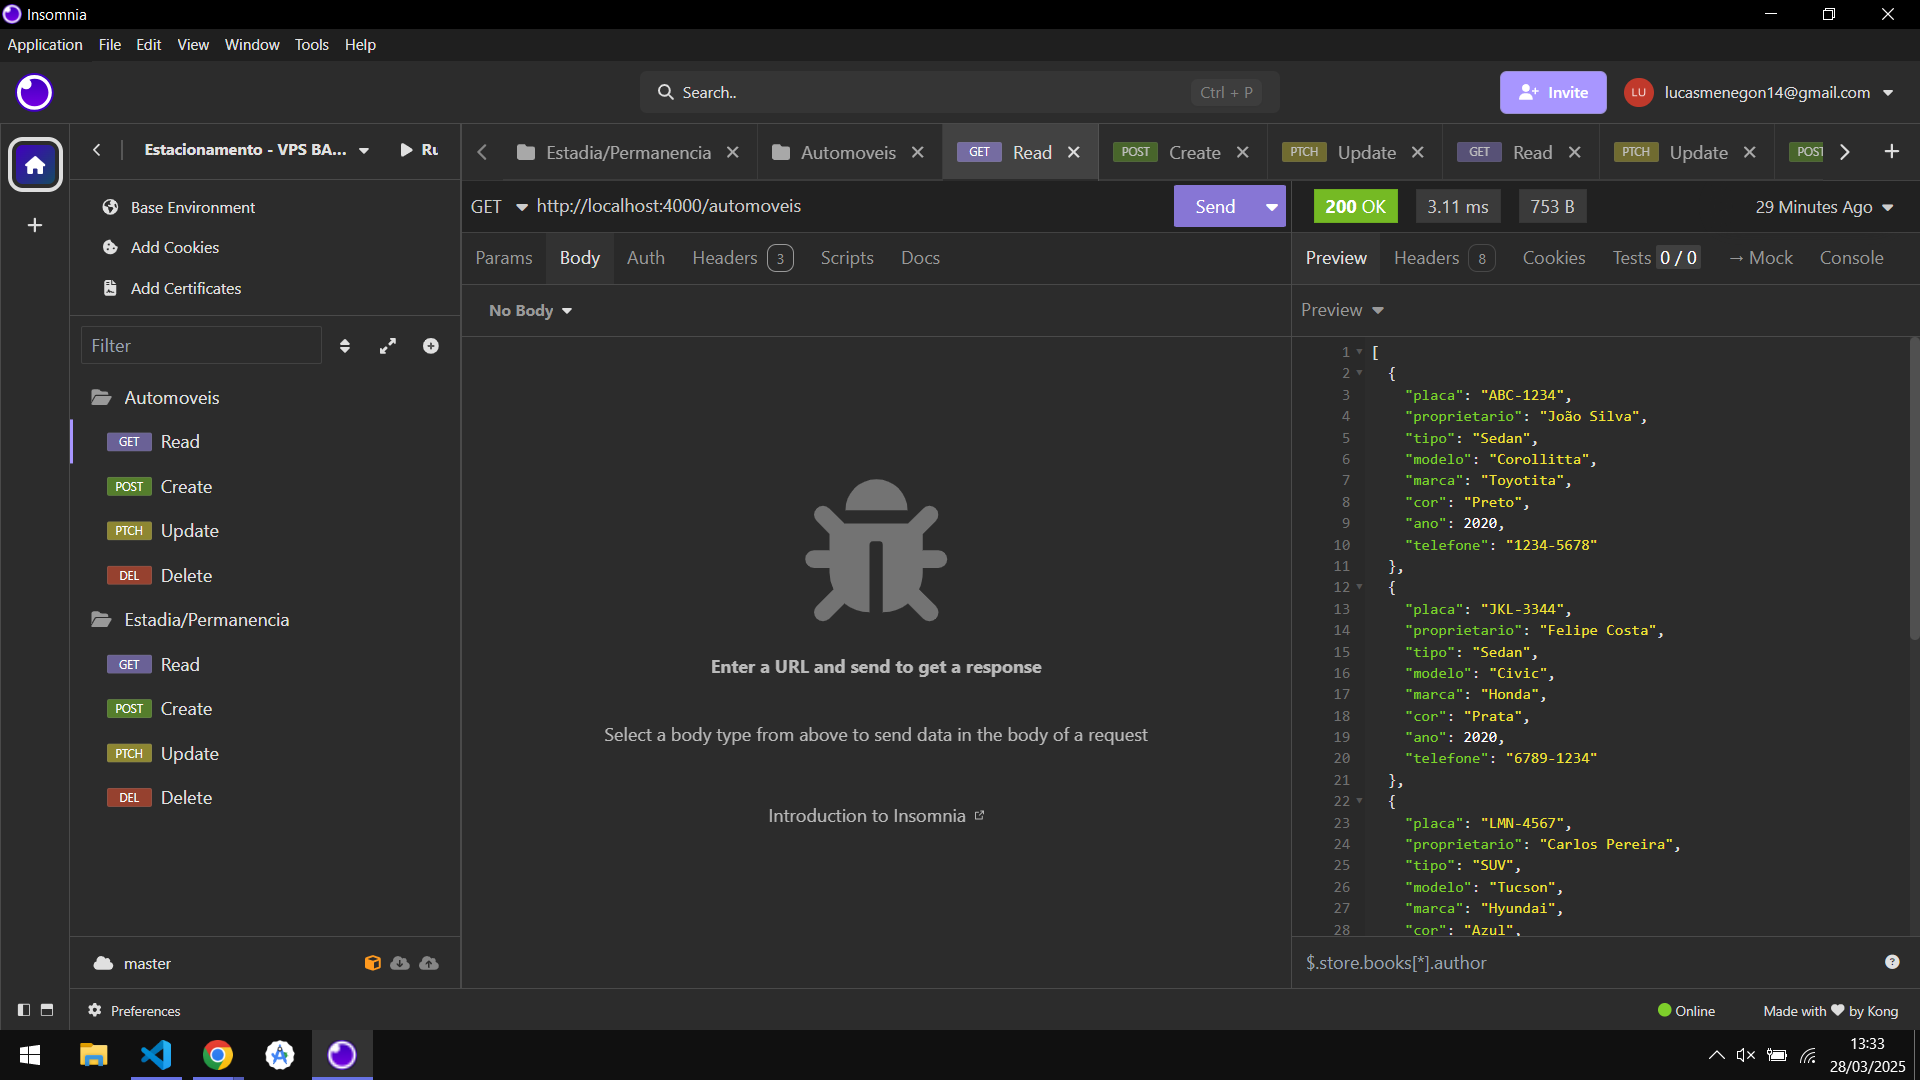 Insomnia
Application File Edit View Window Tools Help
Search.. Ctrl + P
Invite
LU lucasmenegon14@gmail.com
Estacionamento - VPS BA... Ru
Estadia/Permanencia
Automoveis
GET Read
POST Create
PTCH Update
GET Read
PTCH Update
POST
Base Environment
Add Cookies
Add Certificates
Filter
Automoveis
GET Read
POST Create
PTCH Update
DEL Delete
Estadia/Permanencia
GET Read
POST Create
PTCH Update
DEL Delete
master
GET http://localhost:4000/automoveis
Send
Params Body Auth Headers 3 Scripts Docs
No Body
Enter a URL and send to get a response
Select a body type from above to send data in the body of a request
Introduction to Insomnia
200 OK 3.11 ms 753 B 29 Minutes Ago
Preview Headers 8 Cookies Tests 0 / 0 → Mock Console
Preview
1 [
2 {
3 "placa": "ABC-1234",
4 "proprietario": "João Silva",
5 "tipo": "Sedan",
6 "modelo": "Corollitta",
7 "marca": "Toyotita",
8 "cor": "Preto",
9 "ano": 2020,
10 "telefone": "1234-5678"
11 },
12 {
13 "placa": "JKL-3344",
14 "proprietario": "Felipe Costa",
15 "tipo": "Sedan",
16 "modelo": "Civic",
17 "marca": "Honda",
18 "cor": "Prata",
19 "ano": 2020,
20 "telefone": "6789-1234"
21 },
22 {
23 "placa": "LMN-4567",
24 "proprietario": "Carlos Pereira",
25 "tipo": "SUV",
26 "modelo": "Tucson",
27 "marca": "Hyundai",
28 "cor": "Azul",
$.store.books[*].author
Preferences
Online
Made with ❤ by Kong
13:33
28/03/2025